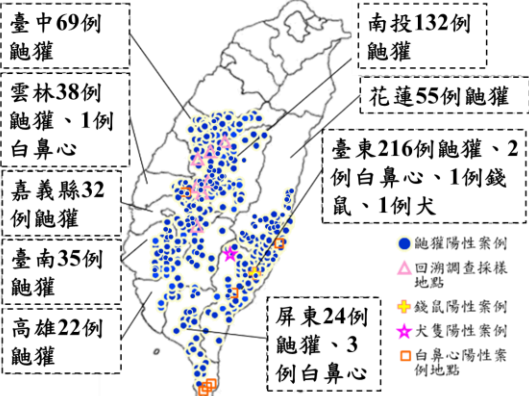 臺中69例
鼬獾
雲林38例
鼬獾、1例
白鼻心
嘉義縣32
例鼬獾
臺南35例
鼬獾
高雄22例
鼬獾
南投132例
鼬獾
花蓮55例鼬獾
臺東216例鼬獾、2
例白鼻心、1例錢
鼠、1例犬
鼬獾陽性案例
回溯調查採樣
地點
錢鼠陽性案例
犬隻陽性案例
白鼻心陽性案
例地點
屏東24例
鼬獾、3
例白鼻心